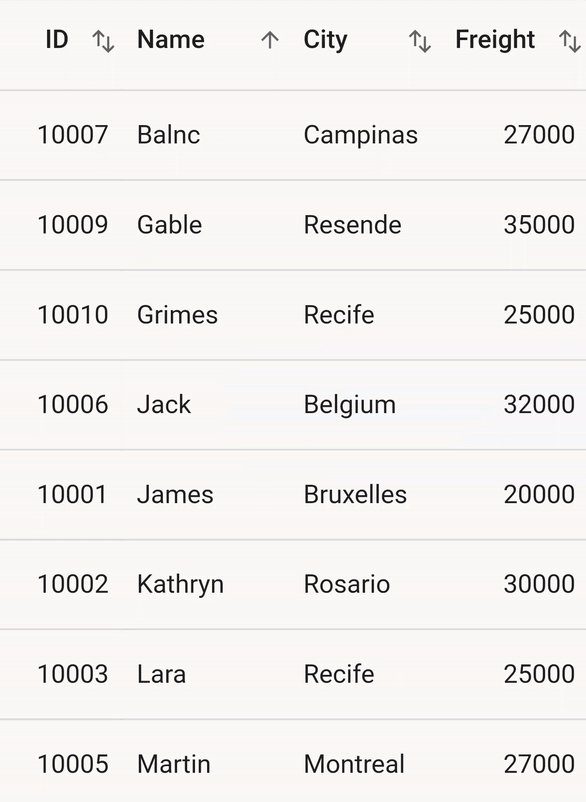 ID Name City Freight
10007 Balnc Campinas 27000
10009 Gable Resende 35000
10010 Grimes Recife 25000
10006 Jack Belgium 32000
10001 James Bruxelles 20000
10002 Kathryn Rosario 30000
10003 Lara Recife 25000
10005 Martin Montreal 27000